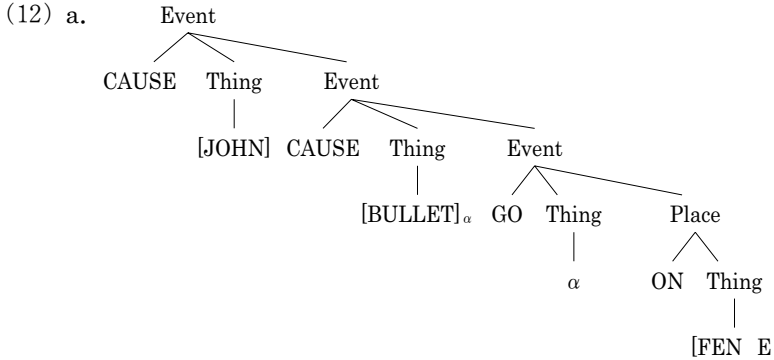 (12) a. Event
CAUSE Thing Event
[JOHN] CAUSE Thing Event
[BULLET]α GO Thing Place
α ON Thing
[FEN E